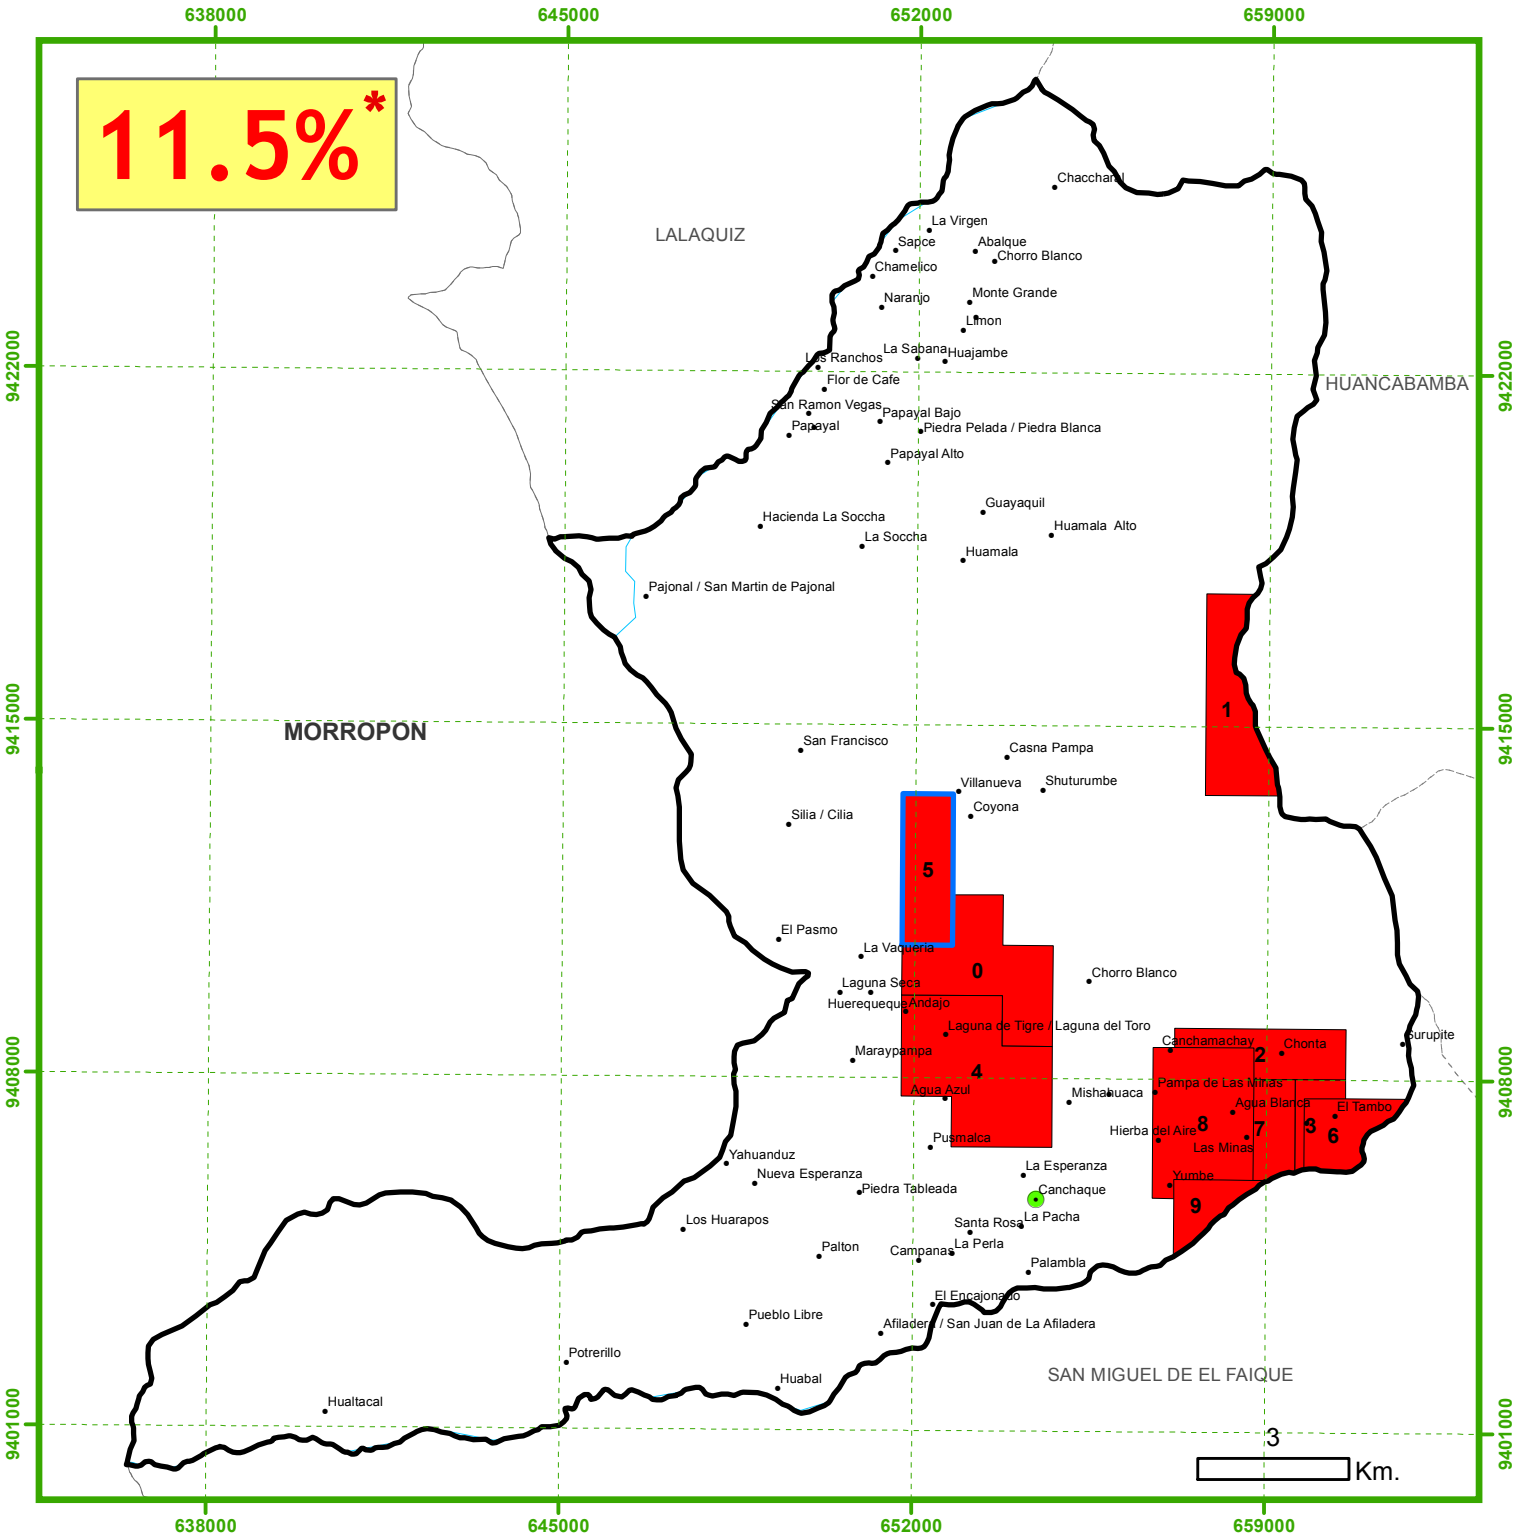 638000
645000
652000
659000
11.5%*
Chaccharal
La Virgen
LALAQUIZ
Sapce
Abalque
Chorro Blanco
Chamelico
Naranjo
Monte Grande
Limon
La Sabana
Huajambe
Los Ranchos
9422000
9422000
Flor de Cafe
HUANCABAMBA
San Ramon Vegas
Papayal Bajo
Papayal
Piedra Pelada / Piedra Blanca
Papayal Alto
Guayaquil
Hacienda La Soccha
Huamala Alto
La Soccha
Huamala
Pajonal / San Martin de Pajonal
1
9415000
9415000
MORROPON
San Francisco
Casna Pampa
Villanueva
Shuturumbe
Coyona
Silia / Cilia
5
El Pasmo
La Vaqueria
0
Chorro Blanco
Laguna Seca
Huerequeque
Andajo
Laguna de Tigre / Laguna del Toro
Surupite
Canchamachay
2
Chonta
Maraypampa
4
9408000
9408000
Pampa de Las Minas
Agua Azul
Mishahuaca
Agua Blanca
El Tambo
8
7
3
6
Hierba del Aire
Pusmalca
Las Minas
Yahuanduz
La Esperanza
Nueva Esperanza
Yumbe
Piedra Tableada
Canchaque
9
Los Huarapos
Santa Rosa
La Pacha
Palton
Campanas
La Perla
Palambla
El Encajonado
Pueblo Libre
Afiladera / San Juan de La Afiladera
Potrerillo
SAN MIGUEL DE EL FAIQUE
Huabal
Hualtacal
9401000
9401000
3
Km.
638000
645000
652000
659000